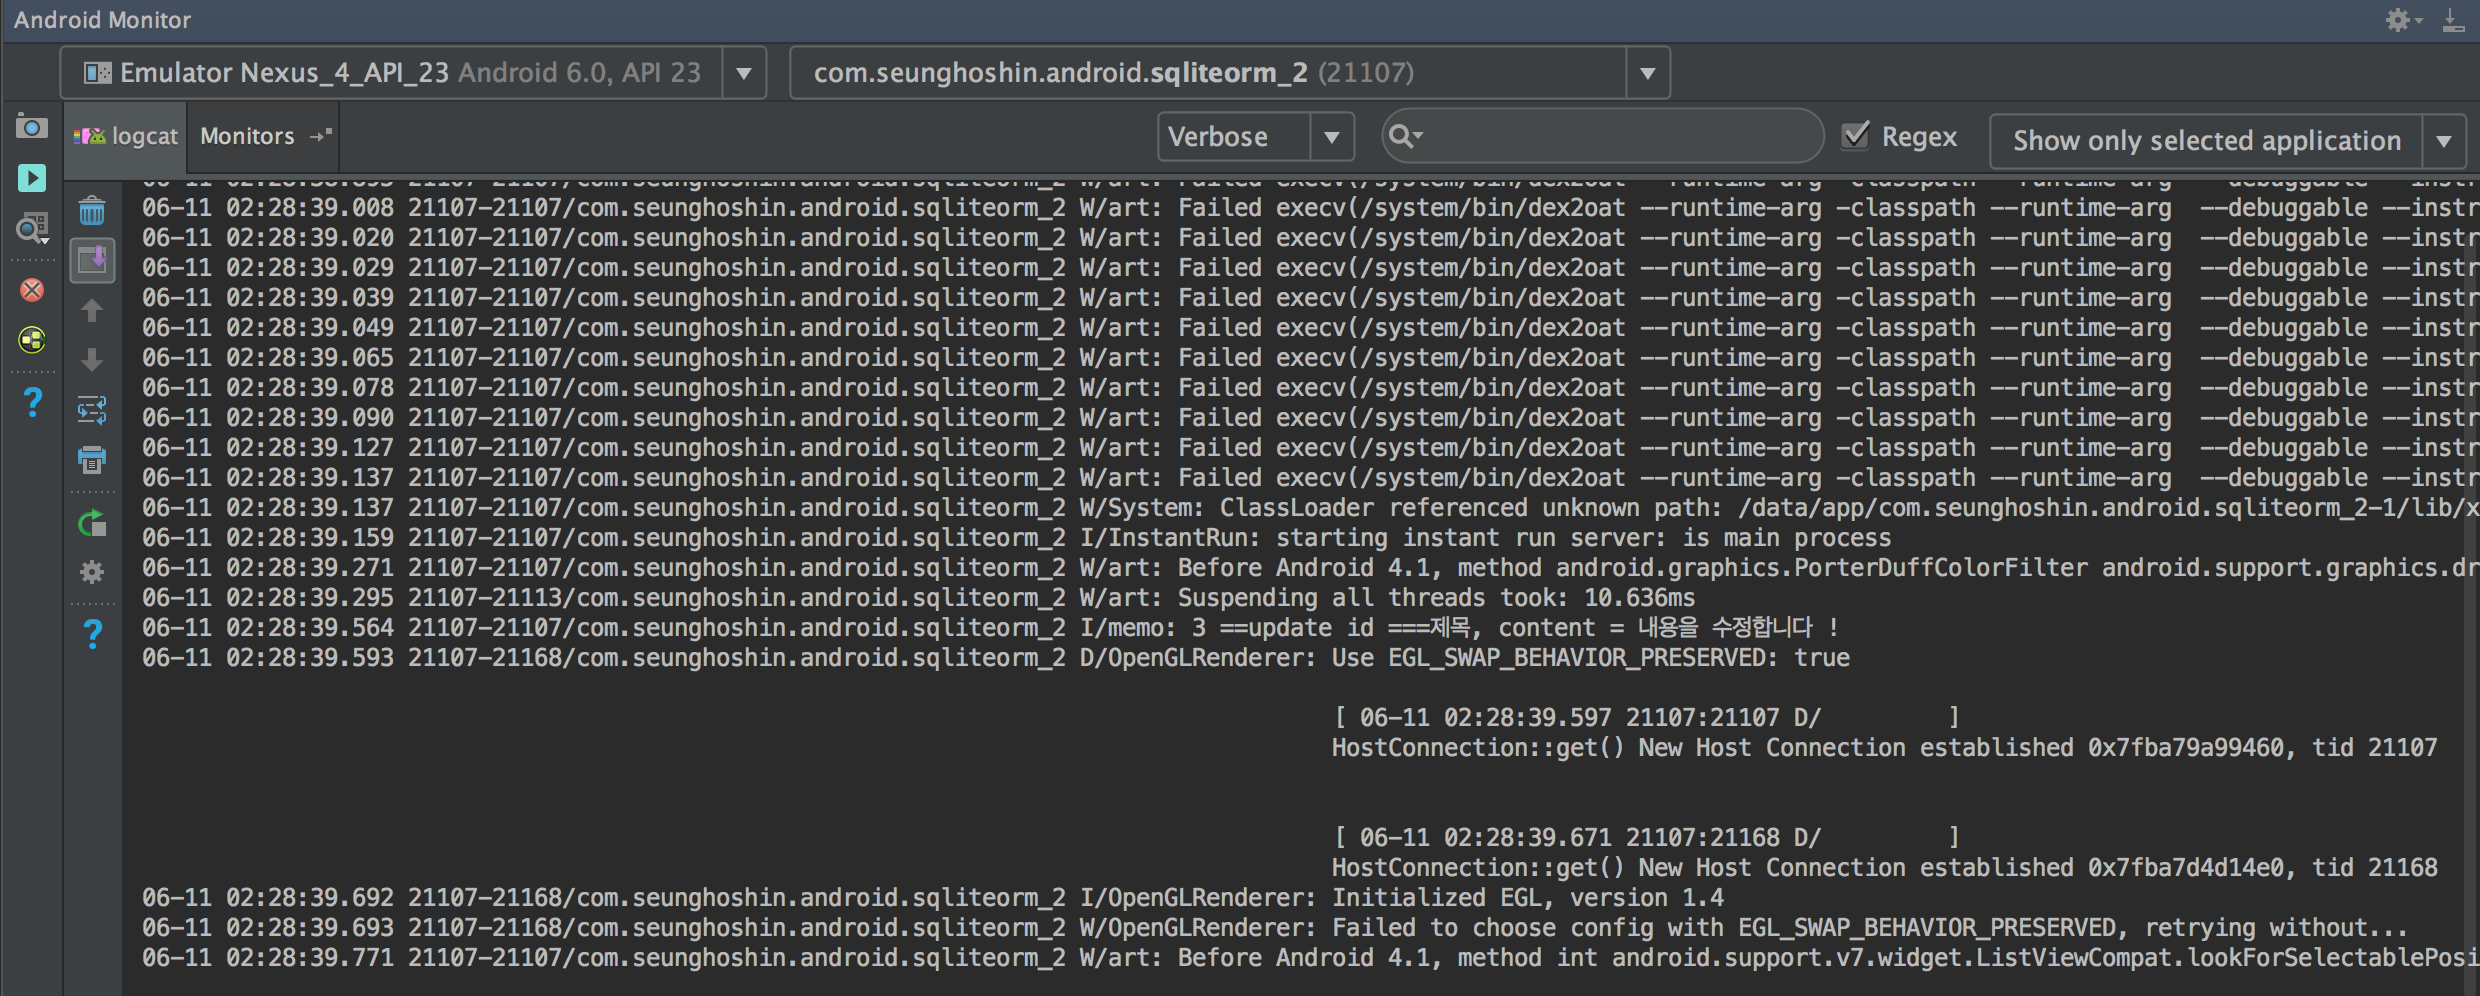 Android Monitor
Emulator Nexus_4_API_23 Android 6.0, API 23
com.seunghoshin.android.sqliteorm_2 (21107)
logcat
Monitors
Verbose
Regex
Show only selected application
06-11 02:28:39.008 21107-21107/com.seunghoshin.android.sqliteorm_2 W/art: Failed execv(/system/bin/dex2oat --runtime-arg -classpath --runtime-arg  --debuggable --instr
06-11 02:28:39.020 21107-21107/com.seunghoshin.android.sqliteorm_2 W/art: Failed execv(/system/bin/dex2oat --runtime-arg -classpath --runtime-arg  --debuggable --instr
06-11 02:28:39.029 21107-21107/com.seunghoshin.android.sqliteorm_2 W/art: Failed execv(/system/bin/dex2oat --runtime-arg -classpath --runtime-arg  --debuggable --instr
06-11 02:28:39.039 21107-21107/com.seunghoshin.android.sqliteorm_2 W/art: Failed execv(/system/bin/dex2oat --runtime-arg -classpath --runtime-arg  --debuggable --instr
06-11 02:28:39.049 21107-21107/com.seunghoshin.android.sqliteorm_2 W/art: Failed execv(/system/bin/dex2oat --runtime-arg -classpath --runtime-arg  --debuggable --instr
06-11 02:28:39.065 21107-21107/com.seunghoshin.android.sqliteorm_2 W/art: Failed execv(/system/bin/dex2oat --runtime-arg -classpath --runtime-arg  --debuggable --instr
06-11 02:28:39.078 21107-21107/com.seunghoshin.android.sqliteorm_2 W/art: Failed execv(/system/bin/dex2oat --runtime-arg -classpath --runtime-arg  --debuggable --instr
06-11 02:28:39.090 21107-21107/com.seunghoshin.android.sqliteorm_2 W/art: Failed execv(/system/bin/dex2oat --runtime-arg -classpath --runtime-arg  --debuggable --instr
06-11 02:28:39.127 21107-21107/com.seunghoshin.android.sqliteorm_2 W/art: Failed execv(/system/bin/dex2oat --runtime-arg -classpath --runtime-arg  --debuggable --instr
06-11 02:28:39.137 21107-21107/com.seunghoshin.android.sqliteorm_2 W/art: Failed execv(/system/bin/dex2oat --runtime-arg -classpath --runtime-arg  --debuggable --instr
06-11 02:28:39.137 21107-21107/com.seunghoshin.android.sqliteorm_2 W/System: ClassLoader referenced unknown path: /data/app/com.seunghoshin.android.sqliteorm_2-1/lib/x
06-11 02:28:39.159 21107-21107/com.seunghoshin.android.sqliteorm_2 I/InstantRun: starting instant run server: is main process
06-11 02:28:39.271 21107-21107/com.seunghoshin.android.sqliteorm_2 W/art: Before Android 4.1, method android.graphics.PorterDuffColorFilter android.support.graphics.dr
06-11 02:28:39.295 21107-21113/com.seunghoshin.android.sqliteorm_2 W/art: Suspending all threads took: 10.636ms
06-11 02:28:39.564 21107-21107/com.seunghoshin.android.sqliteorm_2 I/memo: 3 ==update id ===제목, content = 내용을 수정합니다 !
06-11 02:28:39.593 21107-21168/com.seunghoshin.android.sqliteorm_2 D/OpenGLRenderer: Use EGL_SWAP_BEHAVIOR_PRESERVED: true
[ 06-11 02:28:39.597 21107:21107 D/         ]
HostConnection::get() New Host Connection established 0x7fba79a99460, tid 21107
[ 06-11 02:28:39.671 21107:21168 D/         ]
HostConnection::get() New Host Connection established 0x7fba7d4d14e0, tid 21168
06-11 02:28:39.692 21107-21168/com.seunghoshin.android.sqliteorm_2 I/OpenGLRenderer: Initialized EGL, version 1.4
06-11 02:28:39.693 21107-21168/com.seunghoshin.android.sqliteorm_2 W/OpenGLRenderer: Failed to choose config with EGL_SWAP_BEHAVIOR_PRESERVED, retrying without...
06-11 02:28:39.771 21107-21107/com.seunghoshin.android.sqliteorm_2 W/art: Before Android 4.1, method int android.support.v7.widget.ListViewCompat.lookForSelectablePosi